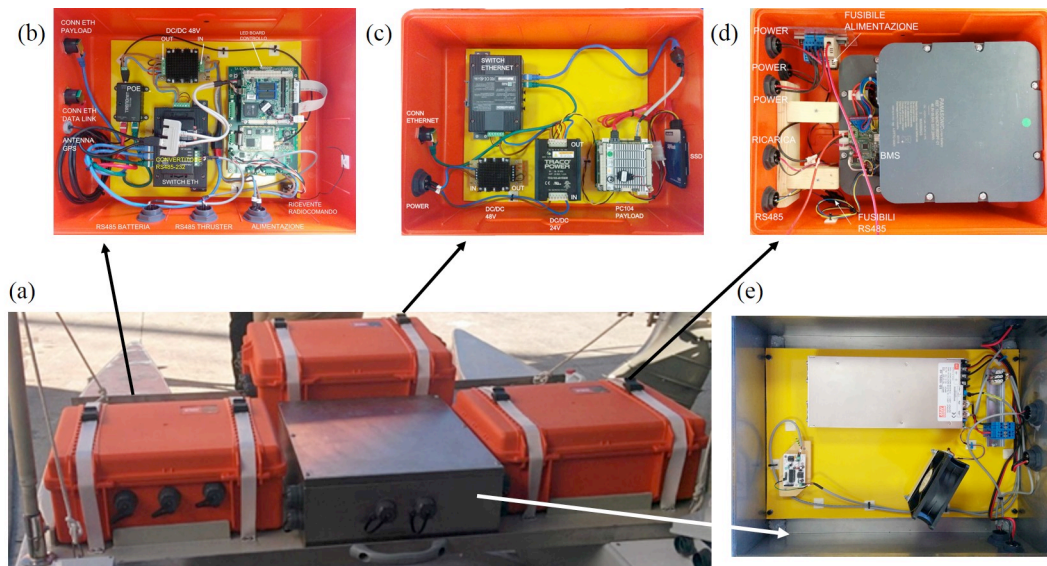 (b)
CONN ETH
PAYLOAD
DC/DC 48V
OUT
IN
LED BOARD
CONTROLLO
POE
CONN ETH
DATA LINK
ANTENNA
GPS
CONVERTITORE
RS485-232
SWITCH ETH
RICEVENTE
RADIOCOMANDO
RS485 BATTERIA
RS485 THRUSTER
ALIMENTAZIONE
(c)
SWITCH
ETHERNET
CONN
ETHERNET
OUT
TRACO
POWER
SSD
IN
OUT
IN
POWER
DC/DC
48V
DC/DC
24V
PC104
PAYLOAD
(d)
FUSIBILE
ALIMENTAZIONE
POWER
POWER
POWER
RICARICA
BMS
RS485
FUSIBILI
RS485
(a)
(e)